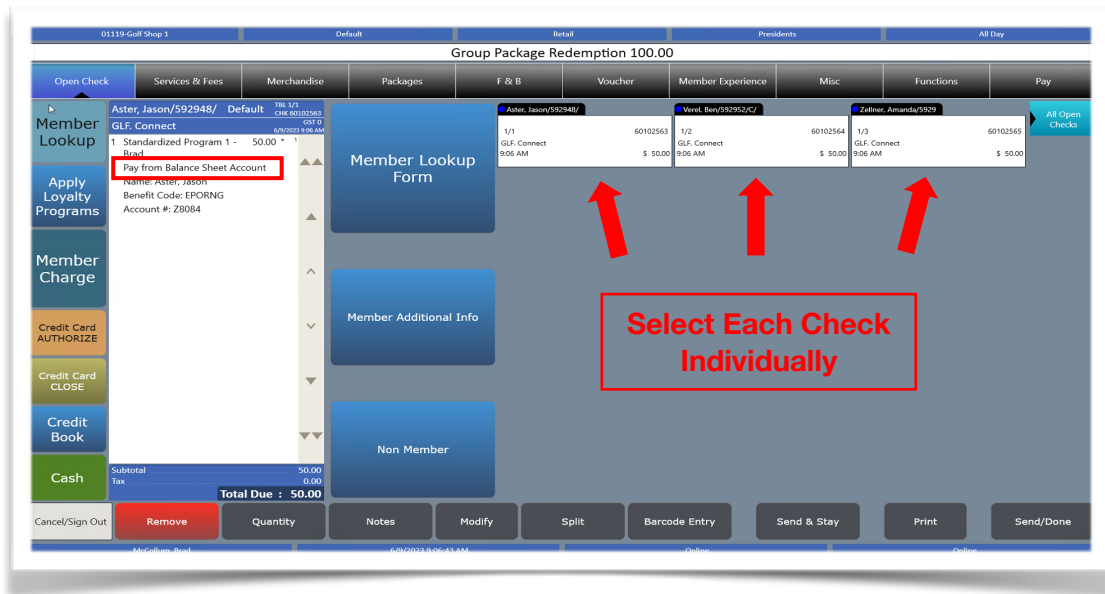 01119-Golf Shop 1 Default Retail Presidents All Day
Group Package Redemption 100.00
Open Check Services & Fees Merchandise Packages F & B Voucher Member Experience Misc Functions Pay
Member
Lookup
Apply
Loyalty
Programs
Member
Charge
Credit Card
AUTHORIZE
Credit Card
CLOSE
Credit
Book
Cash
Aster, Jason/592948/ Default TBL 1/1
CHK 60102563
GLF. Connect GST 0
6/9/2023 9:06 AM
1 Standardized Program 1 - 50.00 * 1
Brad
Pay from Balance Sheet Account
Name: Aster, Jason
Benefit Code: EPORNG
Account #: Z8084
Subtotal 50.00
Tax 0.00
Total Due : 50.00
Member Lookup
Form
Member Additional Info
Non Member
Aster, Jason/592948/
1/1 60102563
GLF. Connect
9:06 AM $ 50.00
Verel, Ben/592952/C/
1/2 60102564
GLF. Connect
9:06 AM $ 50.00
Zellner, Amanda/5929
1/3 60102565
GLF. Connect
9:06 AM $ 50.00
All Open
Checks
Select Each Check
Individually
Cancel/Sign Out Remove Quantity Notes Modify Split Barcode Entry Send & Stay Print Send/Done
McCollum, Brad 6/9/2023 9:06:43 AM Online Online